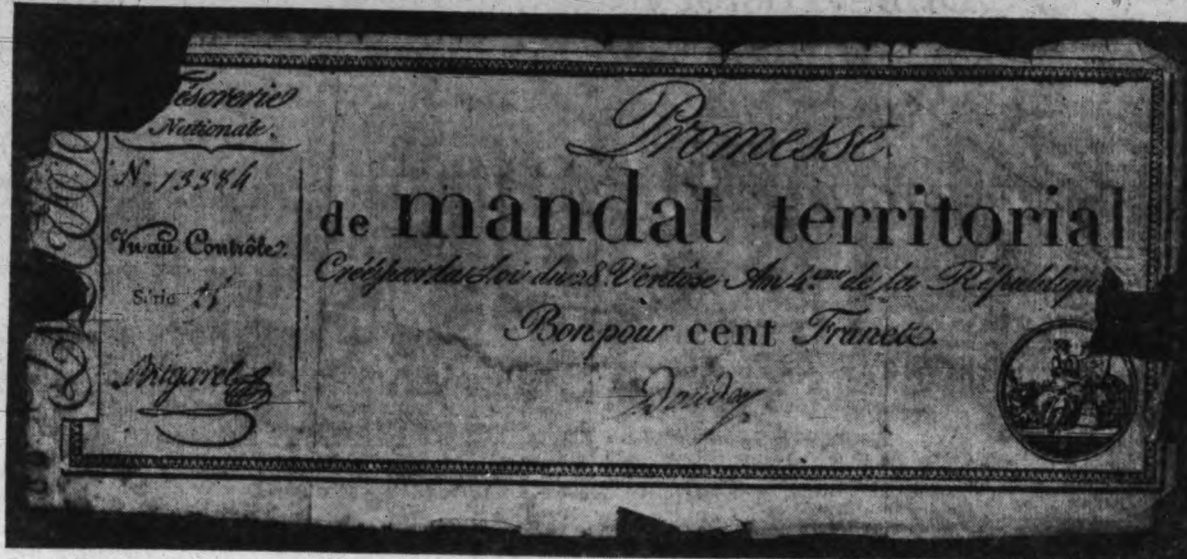 Trésorerie
Nationale.
N. 13384
Vu au Contrôle.
Série
Promesse
de mandat territorial
Créé par la Loi du 28 Ventôse An 4.me de la République
Bon pour cent Francs.